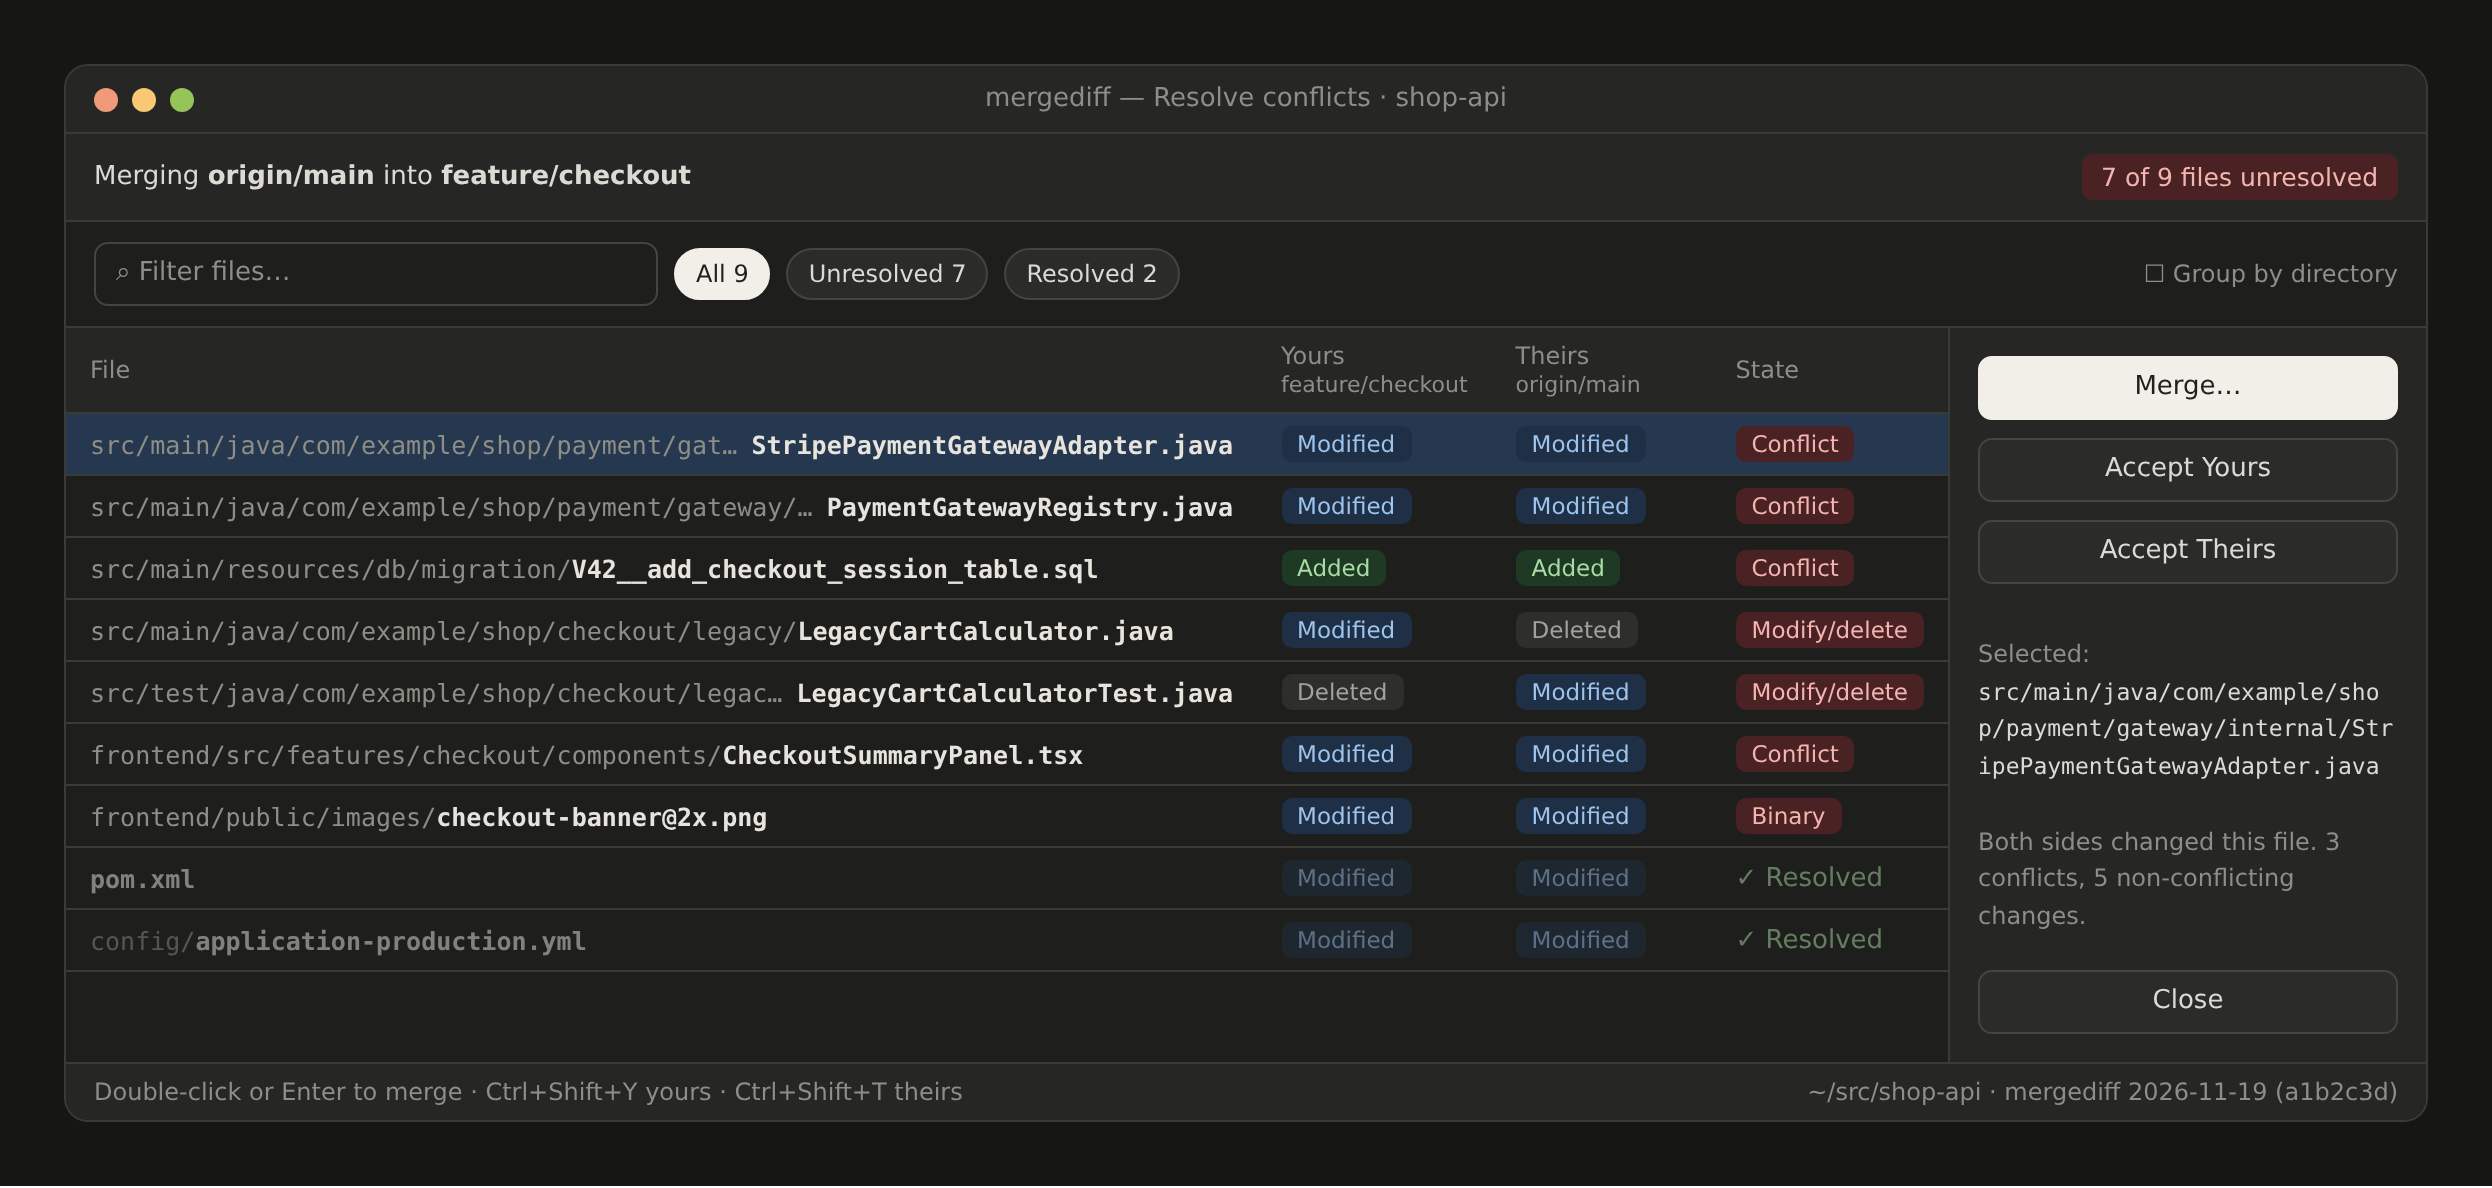 mergediff — Resolve conflicts · shop-api
Merging origin/main into feature/checkout
7 of 9 files unresolved
⌕ Filter files…
All 9
Unresolved 7
Resolved 2
☐ Group by directory
File
Yours
feature/checkout
Theirs
origin/main
State
src/main/java/com/example/shop/payment/gat… StripePaymentGatewayAdapter.java Modified Modified Conflict
src/main/java/com/example/shop/payment/gateway/… PaymentGatewayRegistry.java Modified Modified Conflict
src/main/resources/db/migration/V42__add_checkout_session_table.sql Added Added Conflict
src/main/java/com/example/shop/checkout/legacy/LegacyCartCalculator.java Modified Deleted Modify/delete
src/test/java/com/example/shop/checkout/legac… LegacyCartCalculatorTest.java Deleted Modified Modify/delete
frontend/src/features/checkout/components/CheckoutSummaryPanel.tsx Modified Modified Conflict
frontend/public/images/checkout-banner@2x.png Modified Modified Binary
pom.xml Modified Modified ✓ Resolved
config/application-production.yml Modified Modified ✓ Resolved
Merge…
Accept Yours
Accept Theirs
Selected:
src/main/java/com/example/sho
p/payment/gateway/internal/Str
ipePaymentGatewayAdapter.java
Both sides changed this file. 3
conflicts, 5 non-conflicting
changes.
Close
Double-click or Enter to merge · Ctrl+Shift+Y yours · Ctrl+Shift+T theirs
~/src/shop-api · mergediff 2026-11-19 (a1b2c3d)